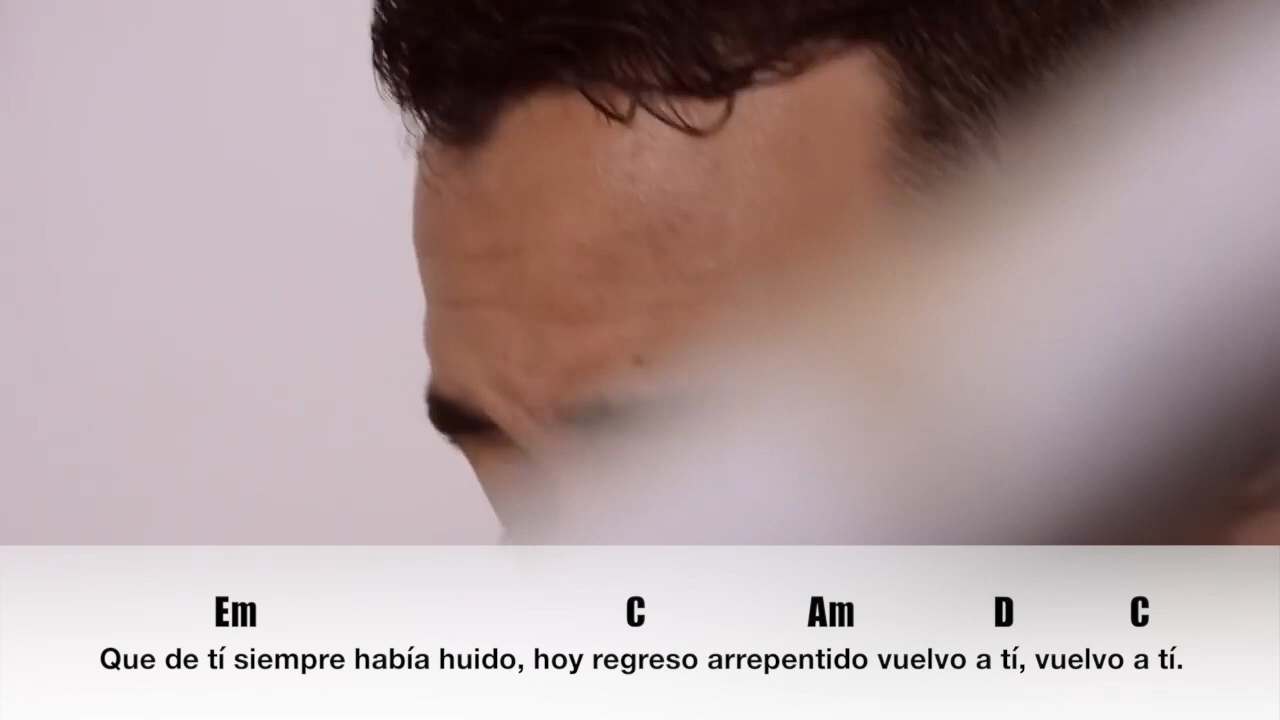 Em C Am D C
Que de tí siempre había huido, hoy regreso arrepentido vuelvo a tí, vuelvo a tí.